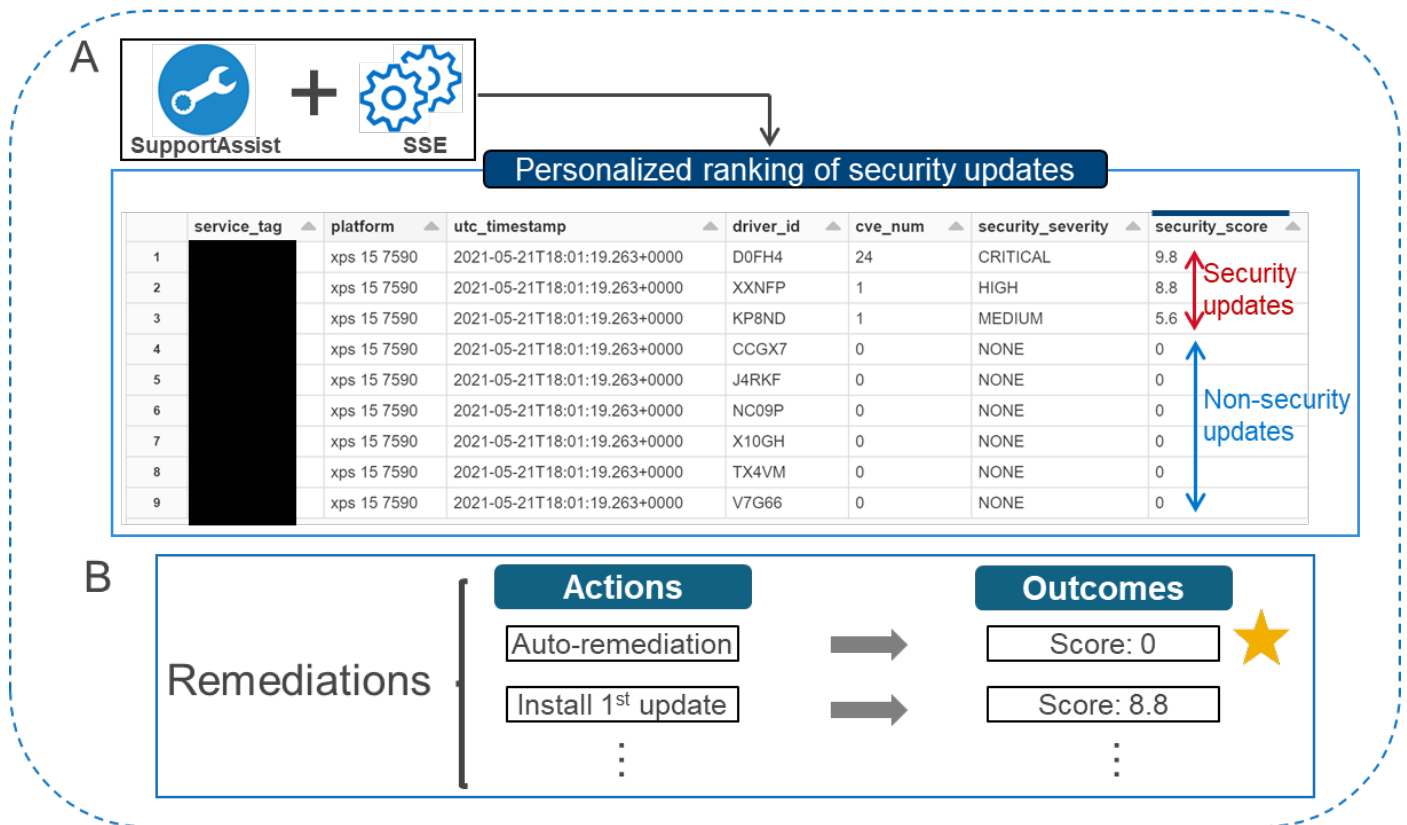 A
SupportAssist
+
SSE
Personalized ranking of security updates
service_tag platform utc_timestamp driver_id cve_num security_severity security_score
1 xps 15 7590 2021-05-21T18:01:19.263+0000 D0FH4 24 CRITICAL 9.8
2 xps 15 7590 2021-05-21T18:01:19.263+0000 XXNFP 1 HIGH 8.8
3 xps 15 7590 2021-05-21T18:01:19.263+0000 KP8ND 1 MEDIUM 5.6
Security
updates
4 xps 15 7590 2021-05-21T18:01:19.263+0000 CCGX7 0 NONE 0
5 xps 15 7590 2021-05-21T18:01:19.263+0000 J4RKF 0 NONE 0
6 xps 15 7590 2021-05-21T18:01:19.263+0000 NC09P 0 NONE 0
7 xps 15 7590 2021-05-21T18:01:19.263+0000 X10GH 0 NONE 0
8 xps 15 7590 2021-05-21T18:01:19.263+0000 TX4VM 0 NONE 0
9 xps 15 7590 2021-05-21T18:01:19.263+0000 V7G66 0 NONE 0
Non-security
updates
B
Remediations
Actions
Outcomes
Auto-remediation
Score: 0
Install 1st update
Score: 8.8